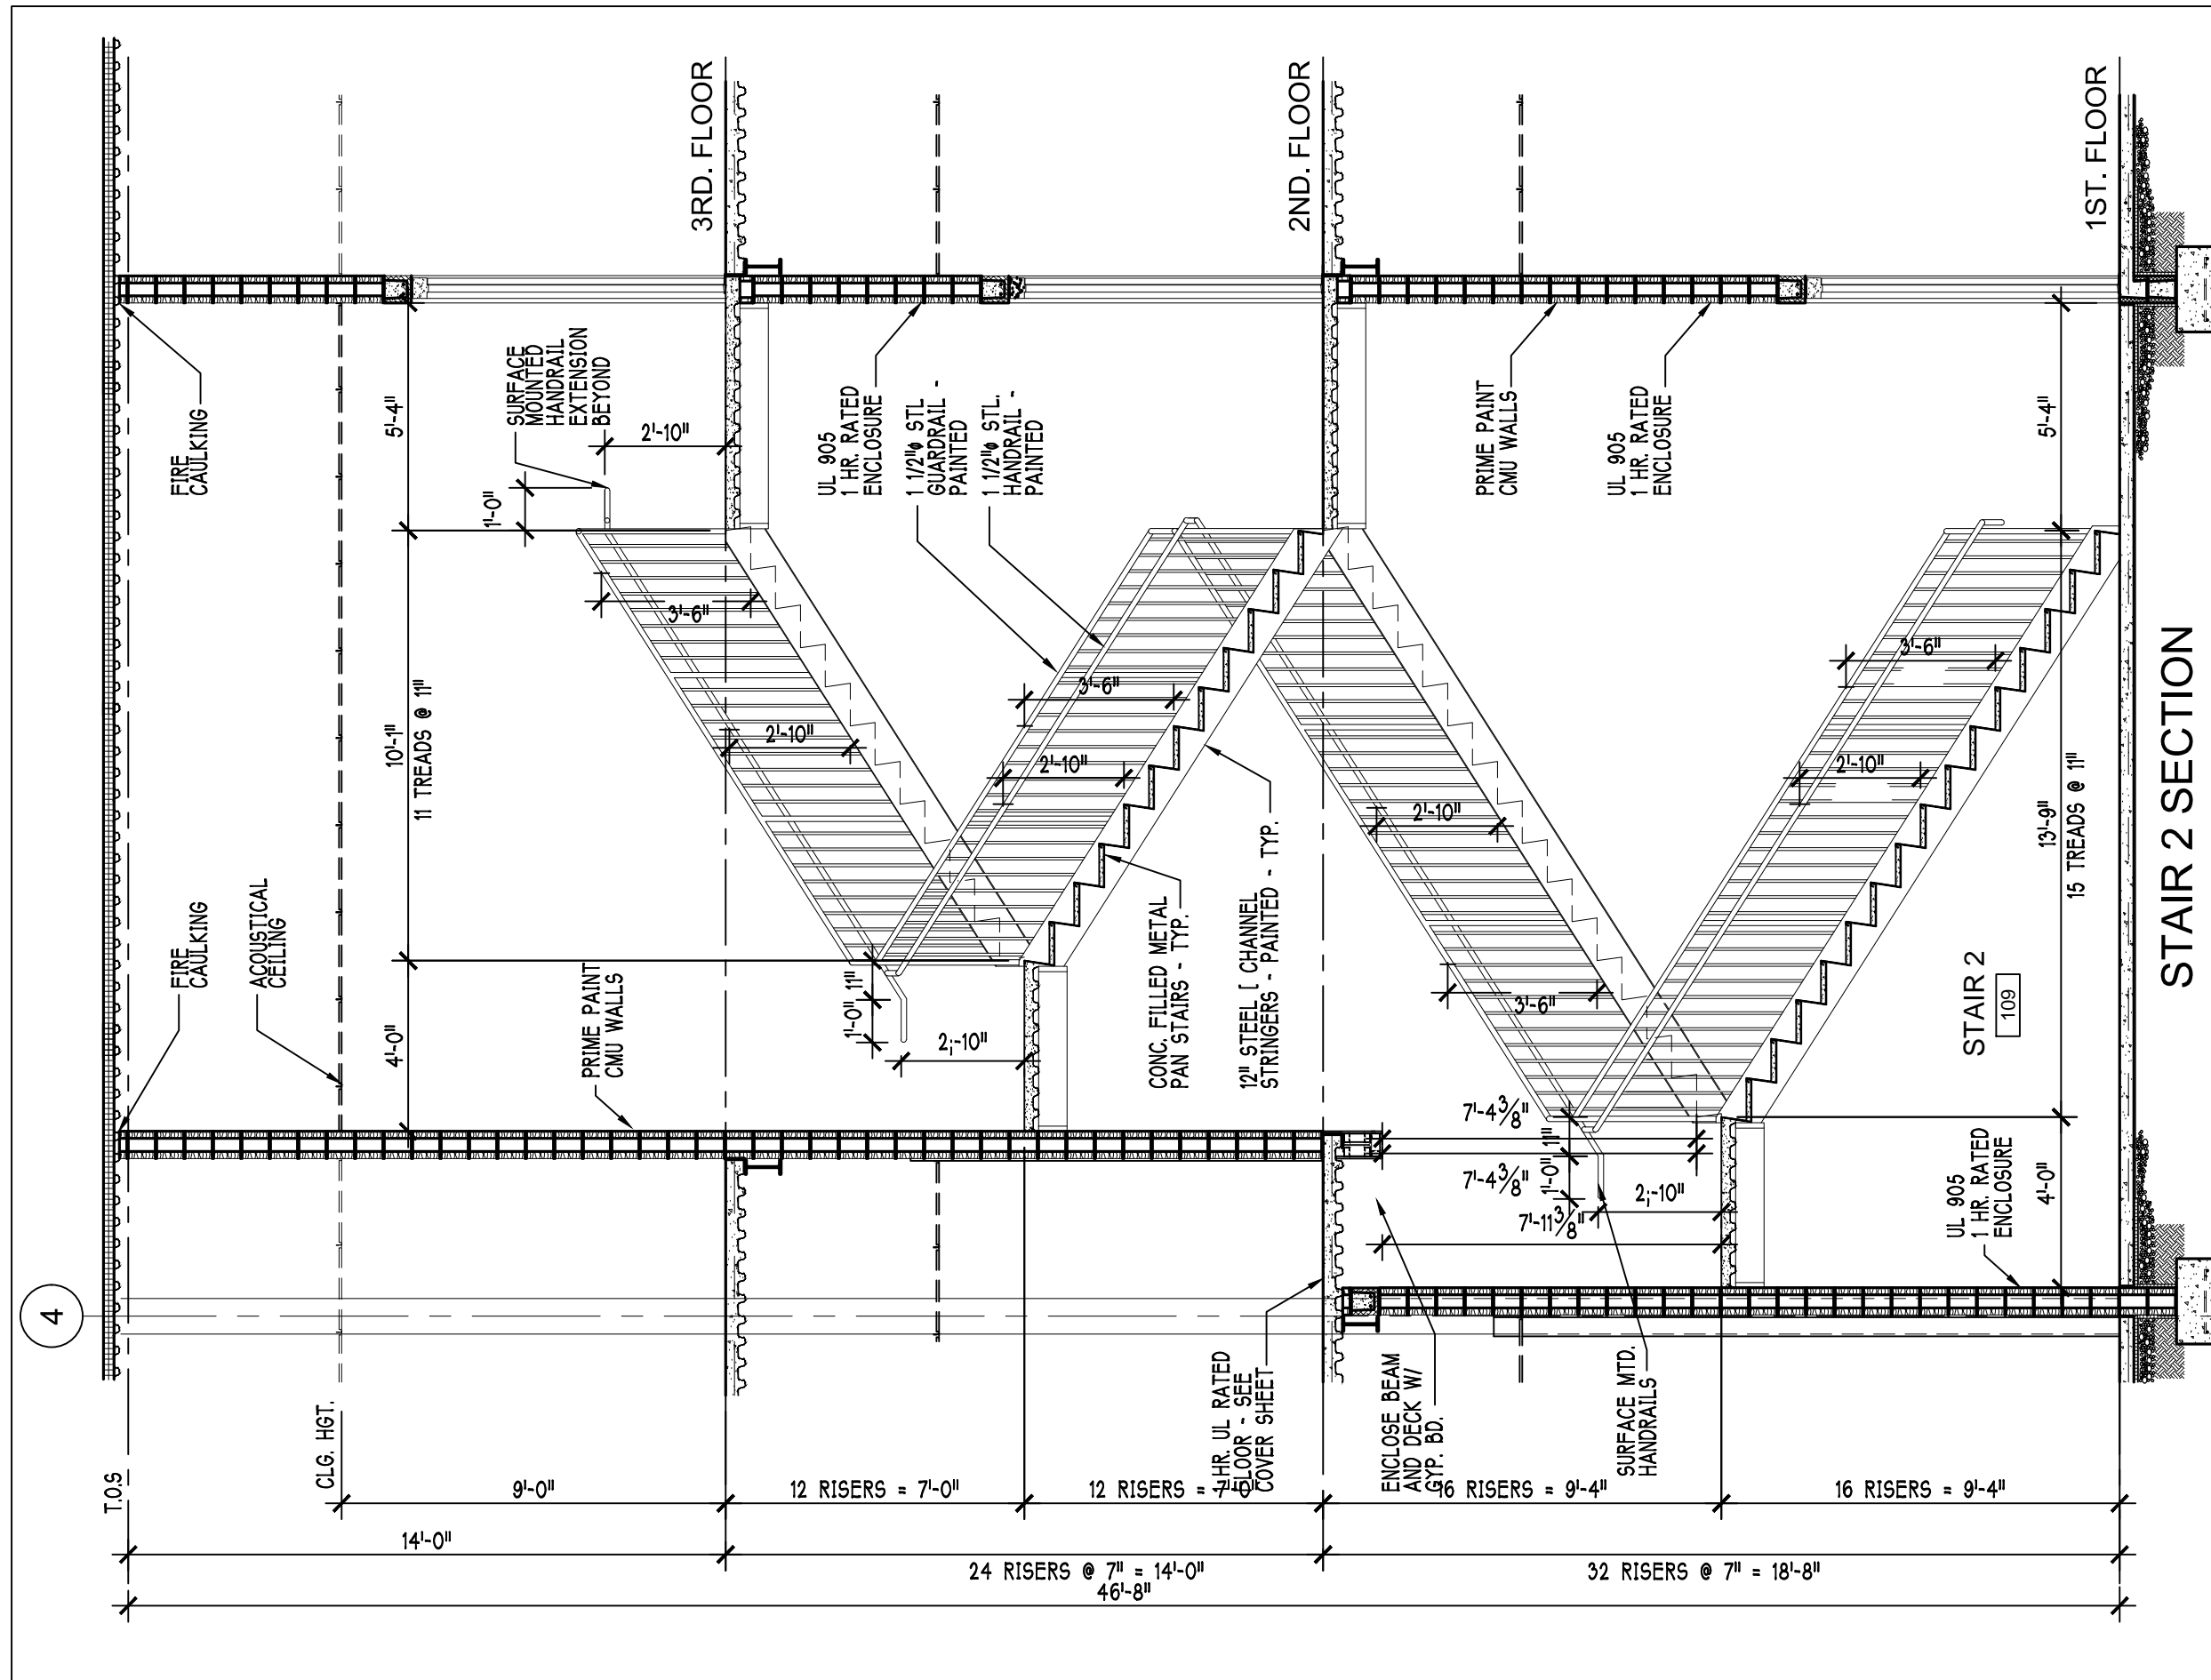 4
T.O.S
CLG. HGT.
FIRE
CAULKING
ACOUSTICAL
CEILING
FIRE
CAULKING
4'-0"
10'-1"
11 TREADS @ 11"
5'-4"
SURFACE
MOUNTED
HANDRAIL
EXTENSION
BEYOND
1'-0"
2'-10"
3'-6"
2'-10"
3RD. FLOOR
PRIME PAINT
CMU WALLS
1'-0"
11"
2;-10"
UL 905
1 HR. RATED
ENCLOSURE
1 1/2"ø STL
GUARDRAIL -
PAINTED
1 1/2"ø STL.
HANDRAIL -
PAINTED
3'-6"
2'-10"
CONC. FILLED METAL
PAN STAIRS - TYP.
12" STEEL [ CHANNEL
STRINGERS - PAINTED - TYP.
2ND. FLOOR
1 HR. UL RATED
FLOOR - SEE
COVER SHEET
ENCLOSE BEAM
AND DECK W/
GYP. BD.
7'-4 3/8"
7'-4 3/8"
7'-11 3/8"
1'-0"
11"
2;-10"
2'-10"
3'-6"
PRIME PAINT
CMU WALLS
UL 905
1 HR. RATED
ENCLOSURE
SURFACE MTD.
HANDRAILS
3'-6"
2'-10"
STAIR 2
109
UL 905
1 HR. RATED
ENCLOSURE
4'-0"
13'-9"
15 TREADS @ 11"
5'-4"
1ST. FLOOR
9'-0"
12 RISERS = 7'-0"
12 RISERS = 7'-0"
16 RISERS = 9'-4"
16 RISERS = 9'-4"
14'-0"
24 RISERS @ 7" = 14'-0"
32 RISERS @ 7" = 18'-8"
46'-8"
STAIR 2 SECTION